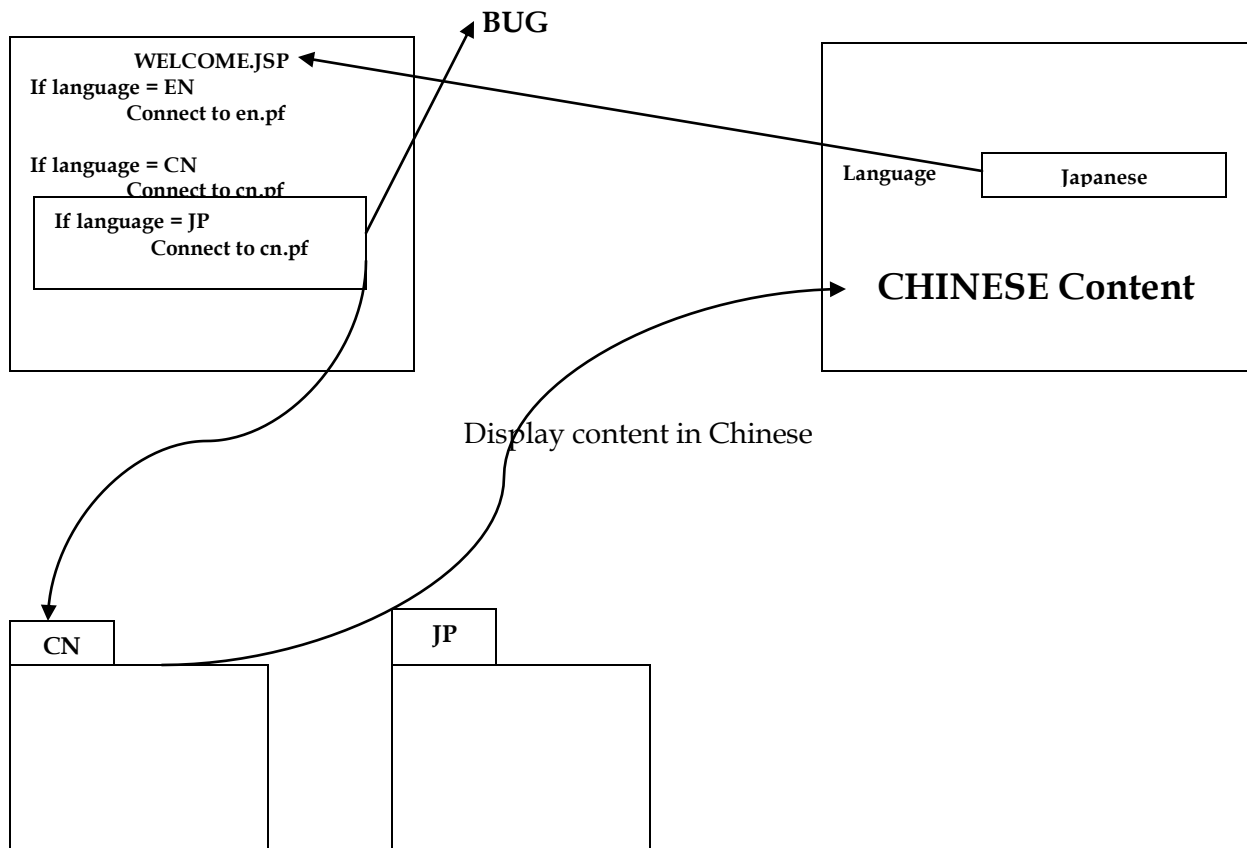 BUG
WELCOME.JSP
If language = EN
Connect to en.pf
If language = CN
Connect to cn.pf
If language = JP
Connect to cn.pf
Language
Japanese
CHINESE Content
Display content in Chinese
CN
JP